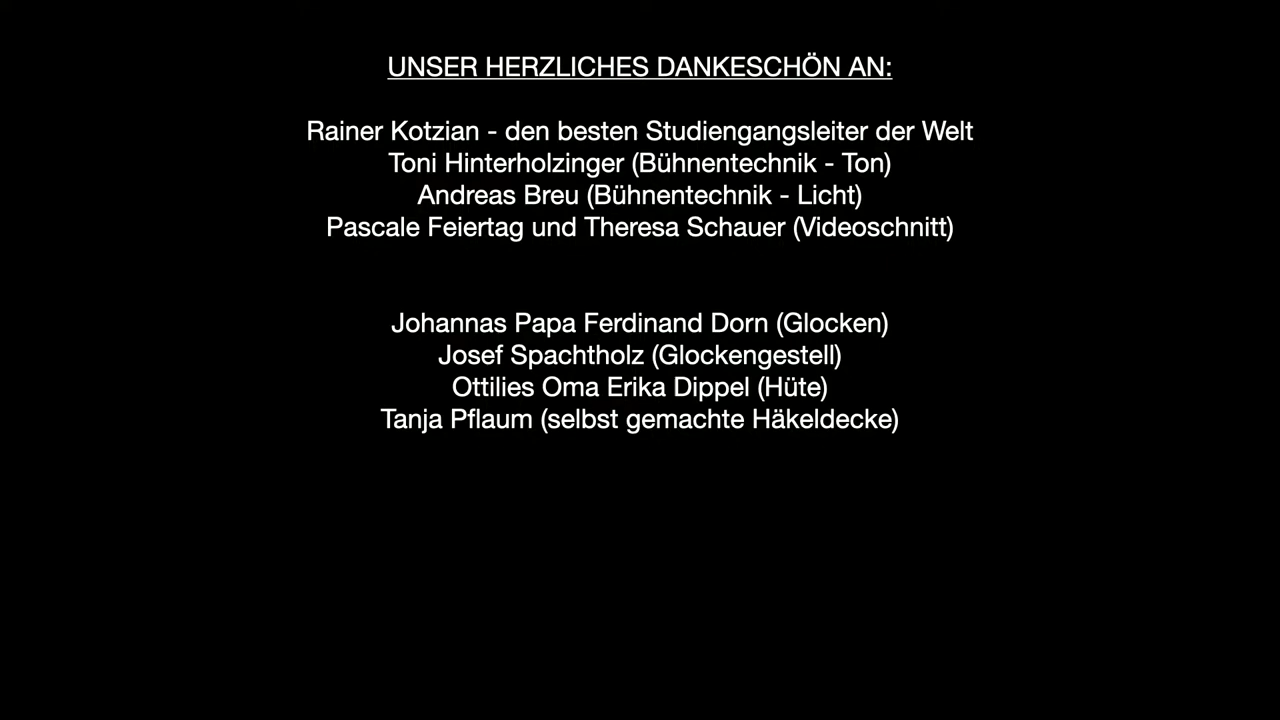 UNSER HERZLICHES DANKESCHÖN AN:
Rainer Kotzian - den besten Studiengangsleiter der Welt
Toni Hinterholzinger (Bühnentechnik - Ton)
Andreas Breu (Bühnentechnik - Licht)
Pascale Feiertag und Theresa Schauer (Videoschnitt)
Johannas Papa Ferdinand Dorn (Glocken)
Josef Spachtholz (Glockengestell)
Ottilies Oma Erika Dippel (Hüte)
Tanja Pflaum (selbst gemachte Häkeldecke)